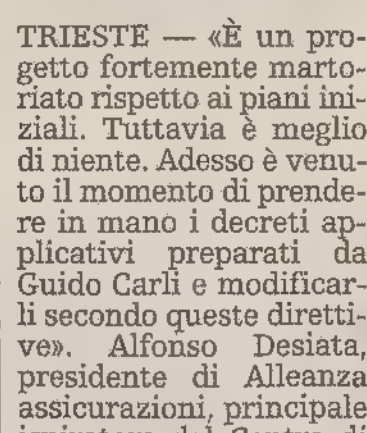 TRIESTE — «È un pro-
getto fortemente marto-
riato rispetto ai piani ini-
ziali. Tuttavia è meglio
di niente. Adesso è venu-
to il momento di prende-
re in mano i decreti ap-
plicativi preparati da
Guido Carli e modificar-
li secondo queste diretti-
ve». Alfonso Desiata,
presidente di Alleanza
assicurazioni, principale